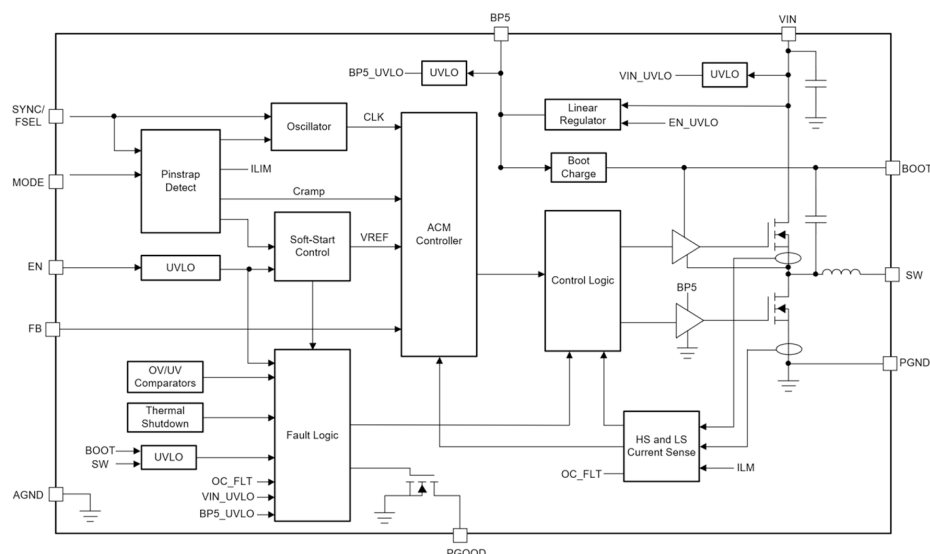 BP5
VIN
BP5_UVLO
UVLO
VIN_UVLO
UVLO
SYNC/
FSEL
Oscillator
CLK
Linear
Regulator
EN_UVLO
MODE
Pinstrap
Detect
ILIM
Boot
Charge
BOOT
Cramp
ACM
Controller
Soft-Start
Control
VREF
EN
UVLO
Control Logic
SW
BP5
FB
OV/UV
Comparators
PGND
Thermal
Shutdown
Fault Logic
HS and LS
Current Sense
BOOT
SW
UVLO
OC_FLT
ILM
OC_FLT
VIN_UVLO
BP5_UVLO
AGND
PGOOD